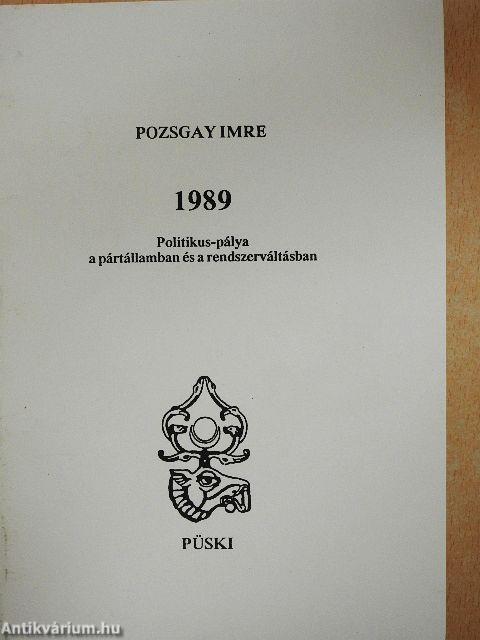 POZSGAY IMRE
1989
Politikus-pálya
a pártállamban és a rendszerváltásban
PÜSKI
Antikvárium.hu